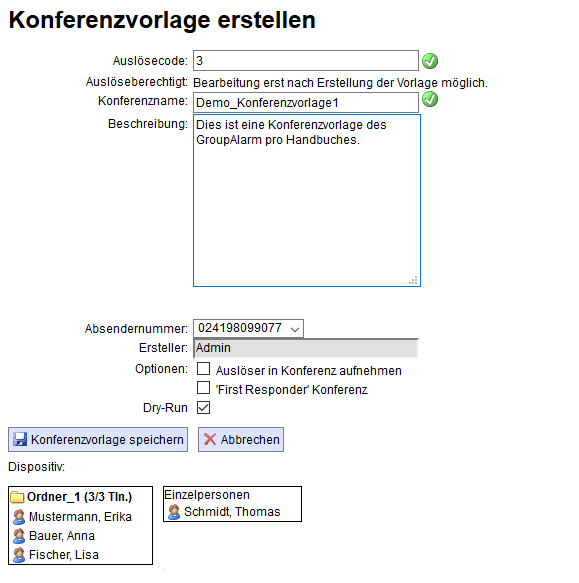 Konferenzvorlage erstellen
Auslösecode: 3
Auslöseberechtigt: Bearbeitung erst nach Erstellung der Vorlage möglich.
Konferenzname: Demo_Konferenzvorlage1
Beschreibung: Dies ist eine Konferenzvorlage des
GroupAlarm pro Handbuches.
Absendernummer: 024198099077
Ersteller: Admin
Optionen: Auslöser in Konferenz aufnehmen
'First Responder' Konferenz
Dry-Run
Konferenzvorlage speichern Abbrechen
Dispositiv:
Ordner_1 (3/3 Tln.)
Mustermann, Erika
Bauer, Anna
Fischer, Lisa
Einzelpersonen
Schmidt, Thomas